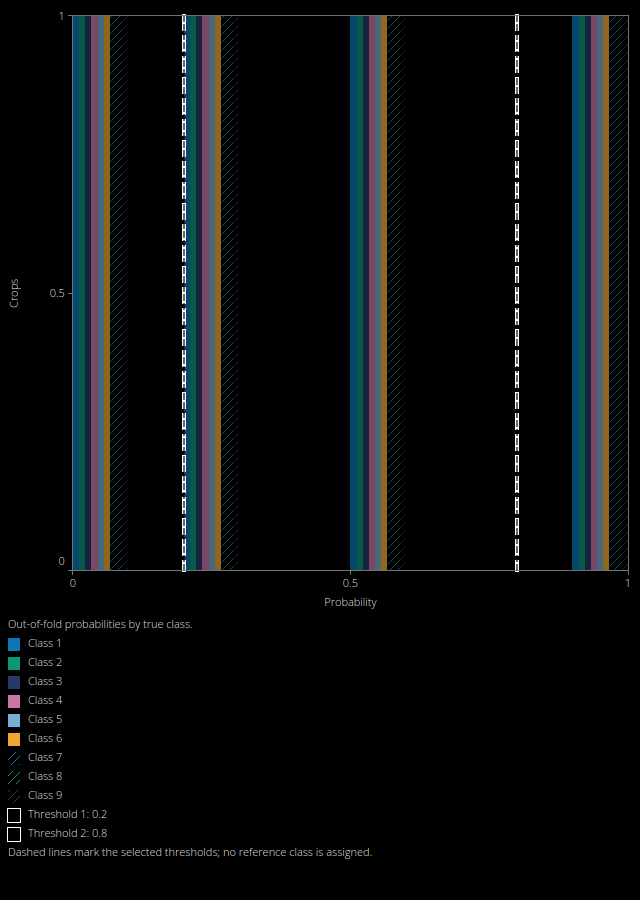 1
0.5
0
Crops
0
0.5
1
Probability
Out-of-fold probabilities by true class.
Class 1
Class 2
Class 3
Class 4
Class 5
Class 6
Class 7
Class 8
Class 9
Threshold 1: 0.2
Threshold 2: 0.8
Dashed lines mark the selected thresholds; no reference class is assigned.